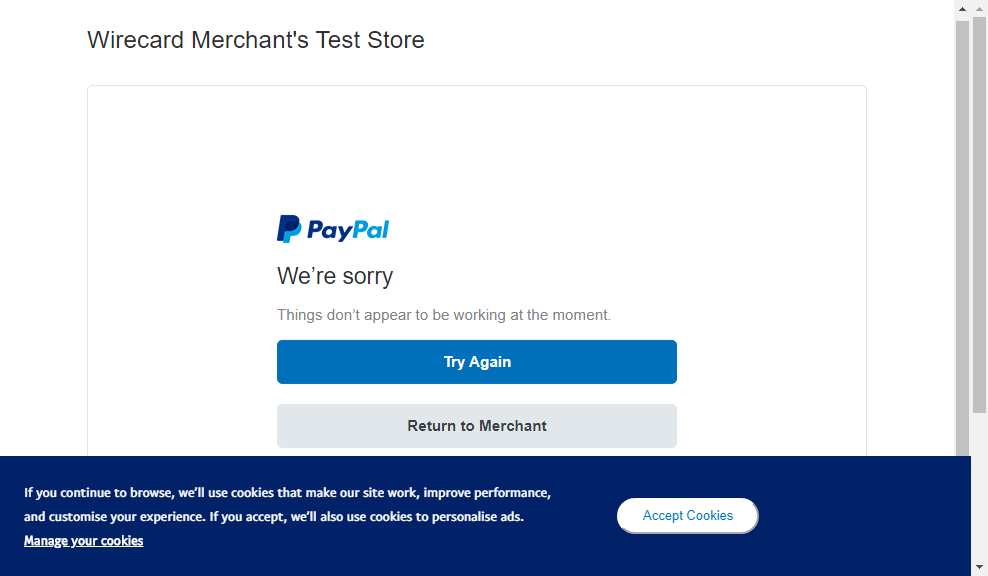 Wirecard Merchant's Test Store
PayPal
We’re sorry
Things don’t appear to be working at the moment.
Try Again
Return to Merchant
If you continue to browse, we’ll use cookies that make our site work, improve performance,
and customise your experience. If you accept, we’ll also use cookies to personalise ads.
Manage your cookies
Accept Cookies